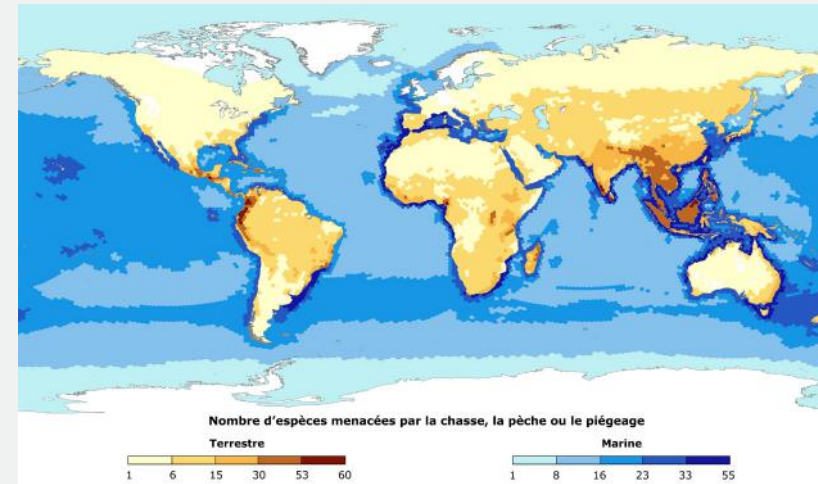 Nombre d'espèces menacées par la chasse, la pêche ou le piégeage
Terrestre
1 6 15 30 53 60
Marine
1 8 16 23 33 55